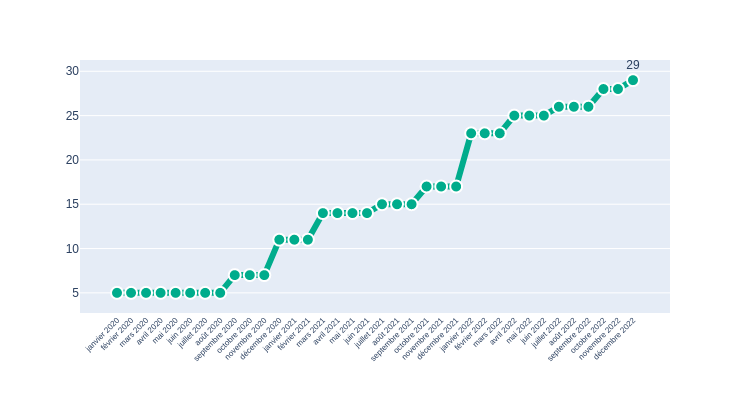 29
30
25
20
15
10
5
janvier 2020
février 2020
mars 2020
avril 2020
mai 2020
juin 2020
juillet 2020
août 2020
septembre 2020
octobre 2020
novembre 2020
décembre 2020
janvier 2021
février 2021
mars 2021
avril 2021
mai 2021
juin 2021
juillet 2021
août 2021
septembre 2021
octobre 2021
novembre 2021
décembre 2021
janvier 2022
février 2022
mars 2022
avril 2022
mai 2022
juin 2022
juillet 2022
août 2022
septembre 2022
octobre 2022
novembre 2022
décembre 2022